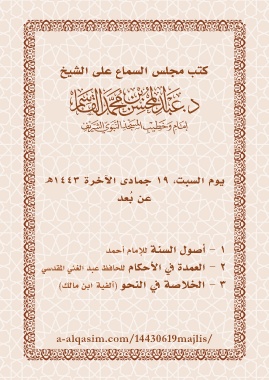 كتب مجلس السماع على الشيخ
د. عبد المحسن بن محمد القاسم
إمام وخطيب المسجد النبوي الشريف
يوم السبت، ١٩ جمادى الآخرة ١٤٤٣هـ
عن بعد
١ - أصول السنة للإمام أحمد
٢ - العمدة في الأحكام للحافظ عبد الغني المقدسي
٣ - الخلاصة في النحو (ألفية ابن مالك)
a-alqasim.com/14430619majlis/